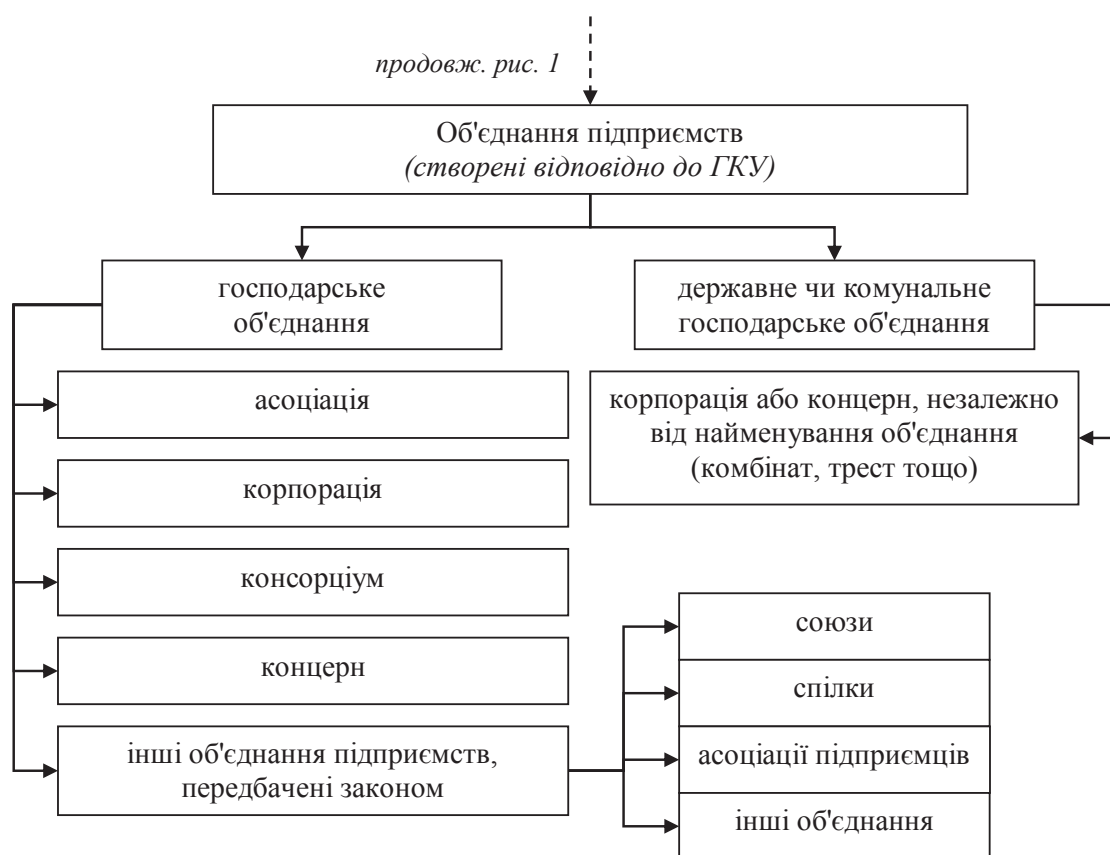 продовж. рис. 1
Об'єднання підприємств
(створені відповідно до ГКУ)
господарське
об'єднання
державне чи комунальне
господарське об'єднання
асоціація
корпорація
консорціум
концерн
інші об'єднання підприємств,
передбачені законом
корпорація або концерн, незалежно
від найменування об'єднання
(комбінат, трест тощо)
союзи
спілки
асоціації підприємців
інші об'єднання